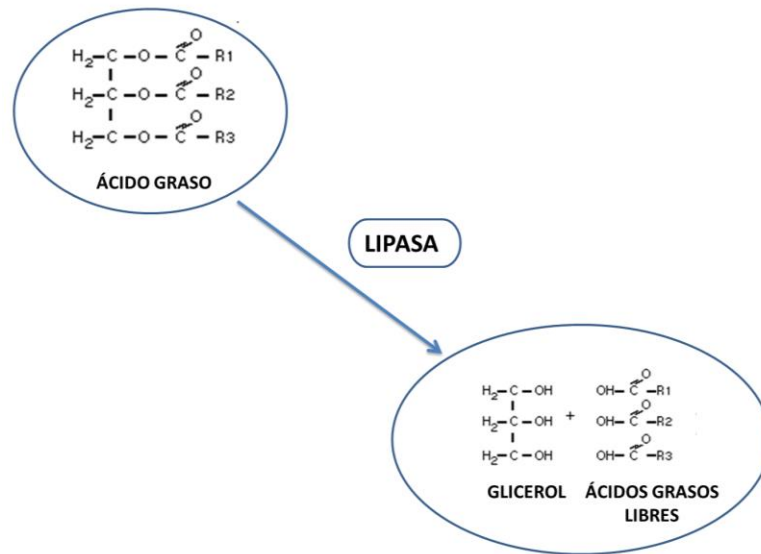 O
H₂–C–O–C–R1
O
H₂–C–O–C–R2
O
H₂–C–O–C–R3
ÁCIDO GRASO
LIPASA
O
H₂–C–OH OH–C–R1
O
H₂–C–OH + OH–C–R2
O
H₂–C–OH OH–C–R3
GLICEROL ÁCIDOS GRASOS
LIBRES